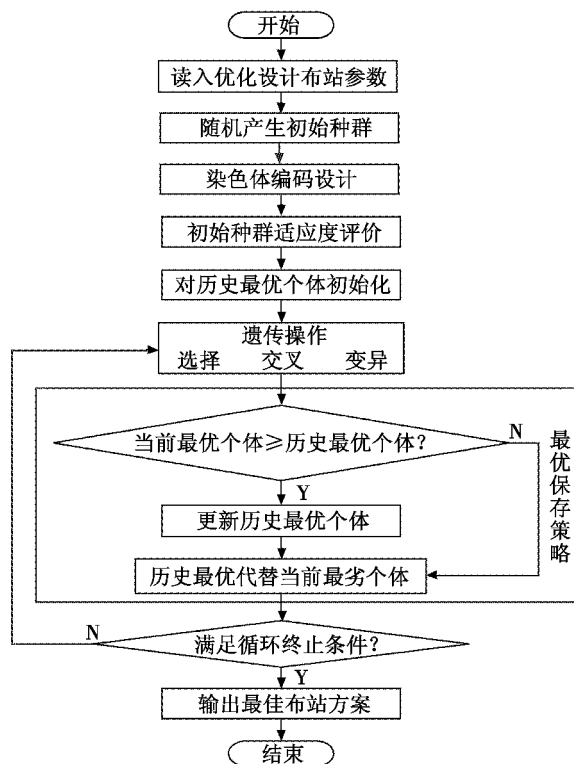 开始
读入优化设计布站参数
随机产生初始种群
染色体编码设计
初始种群适应度评价
对历史最优个体初始化
遗传操作
选择 交叉 变异
当前最优个体≥历史最优个体?
N
Y
最优保存策略
更新历史最优个体
历史最优代替当前最劣个体
N
满足循环终止条件?
Y
输出最佳布站方案
结束